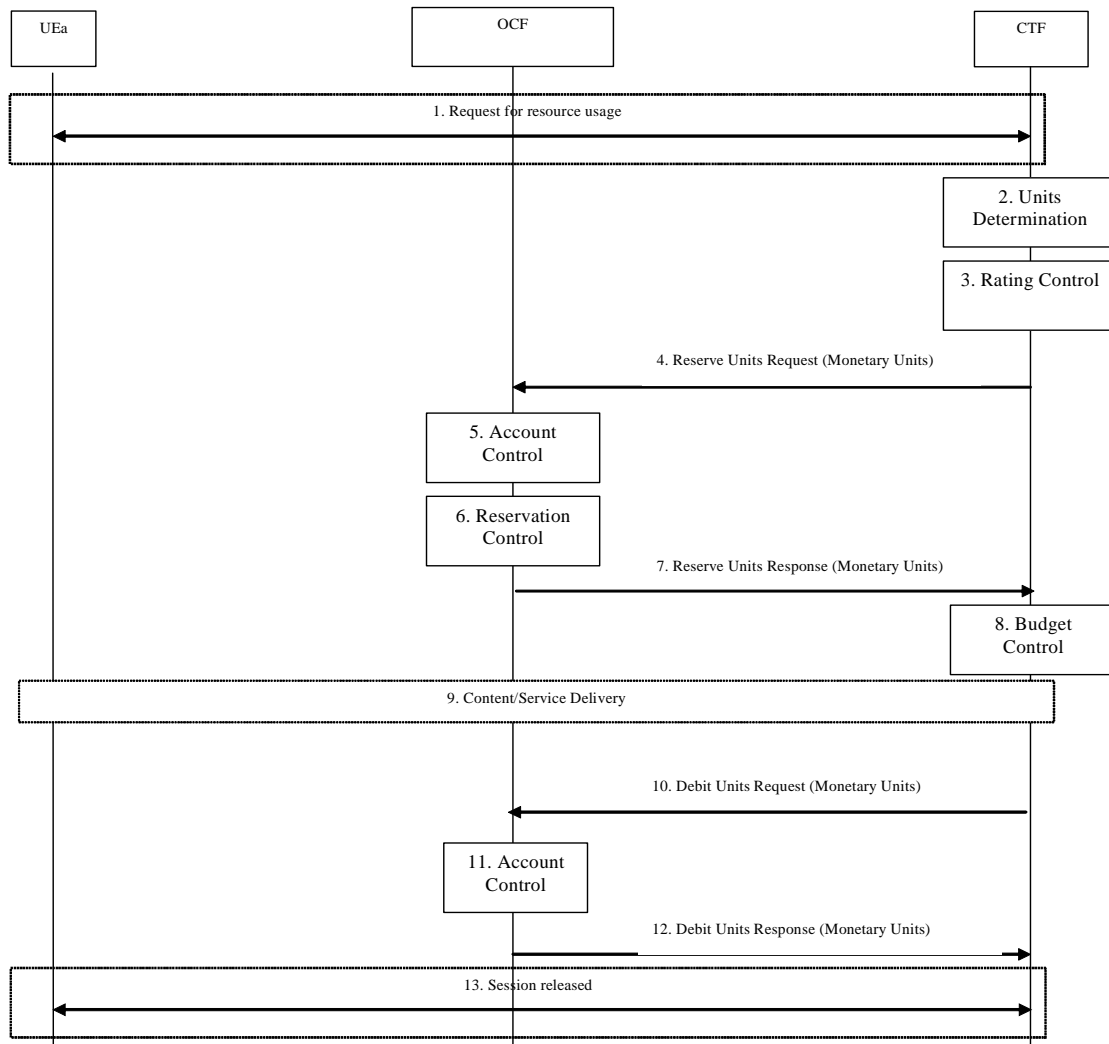 UEa
OCF
CTF
1. Request for resource usage
2. Units
Determination
3. Rating Control
4. Reserve Units Request (Monetary Units)
5. Account
Control
6. Reservation
Control
7. Reserve Units Response (Monetary Units)
8. Budget
Control
9. Content/Service Delivery
10. Debit Units Request (Monetary Units)
11. Account
Control
12. Debit Units Response (Monetary Units)
13. Session released